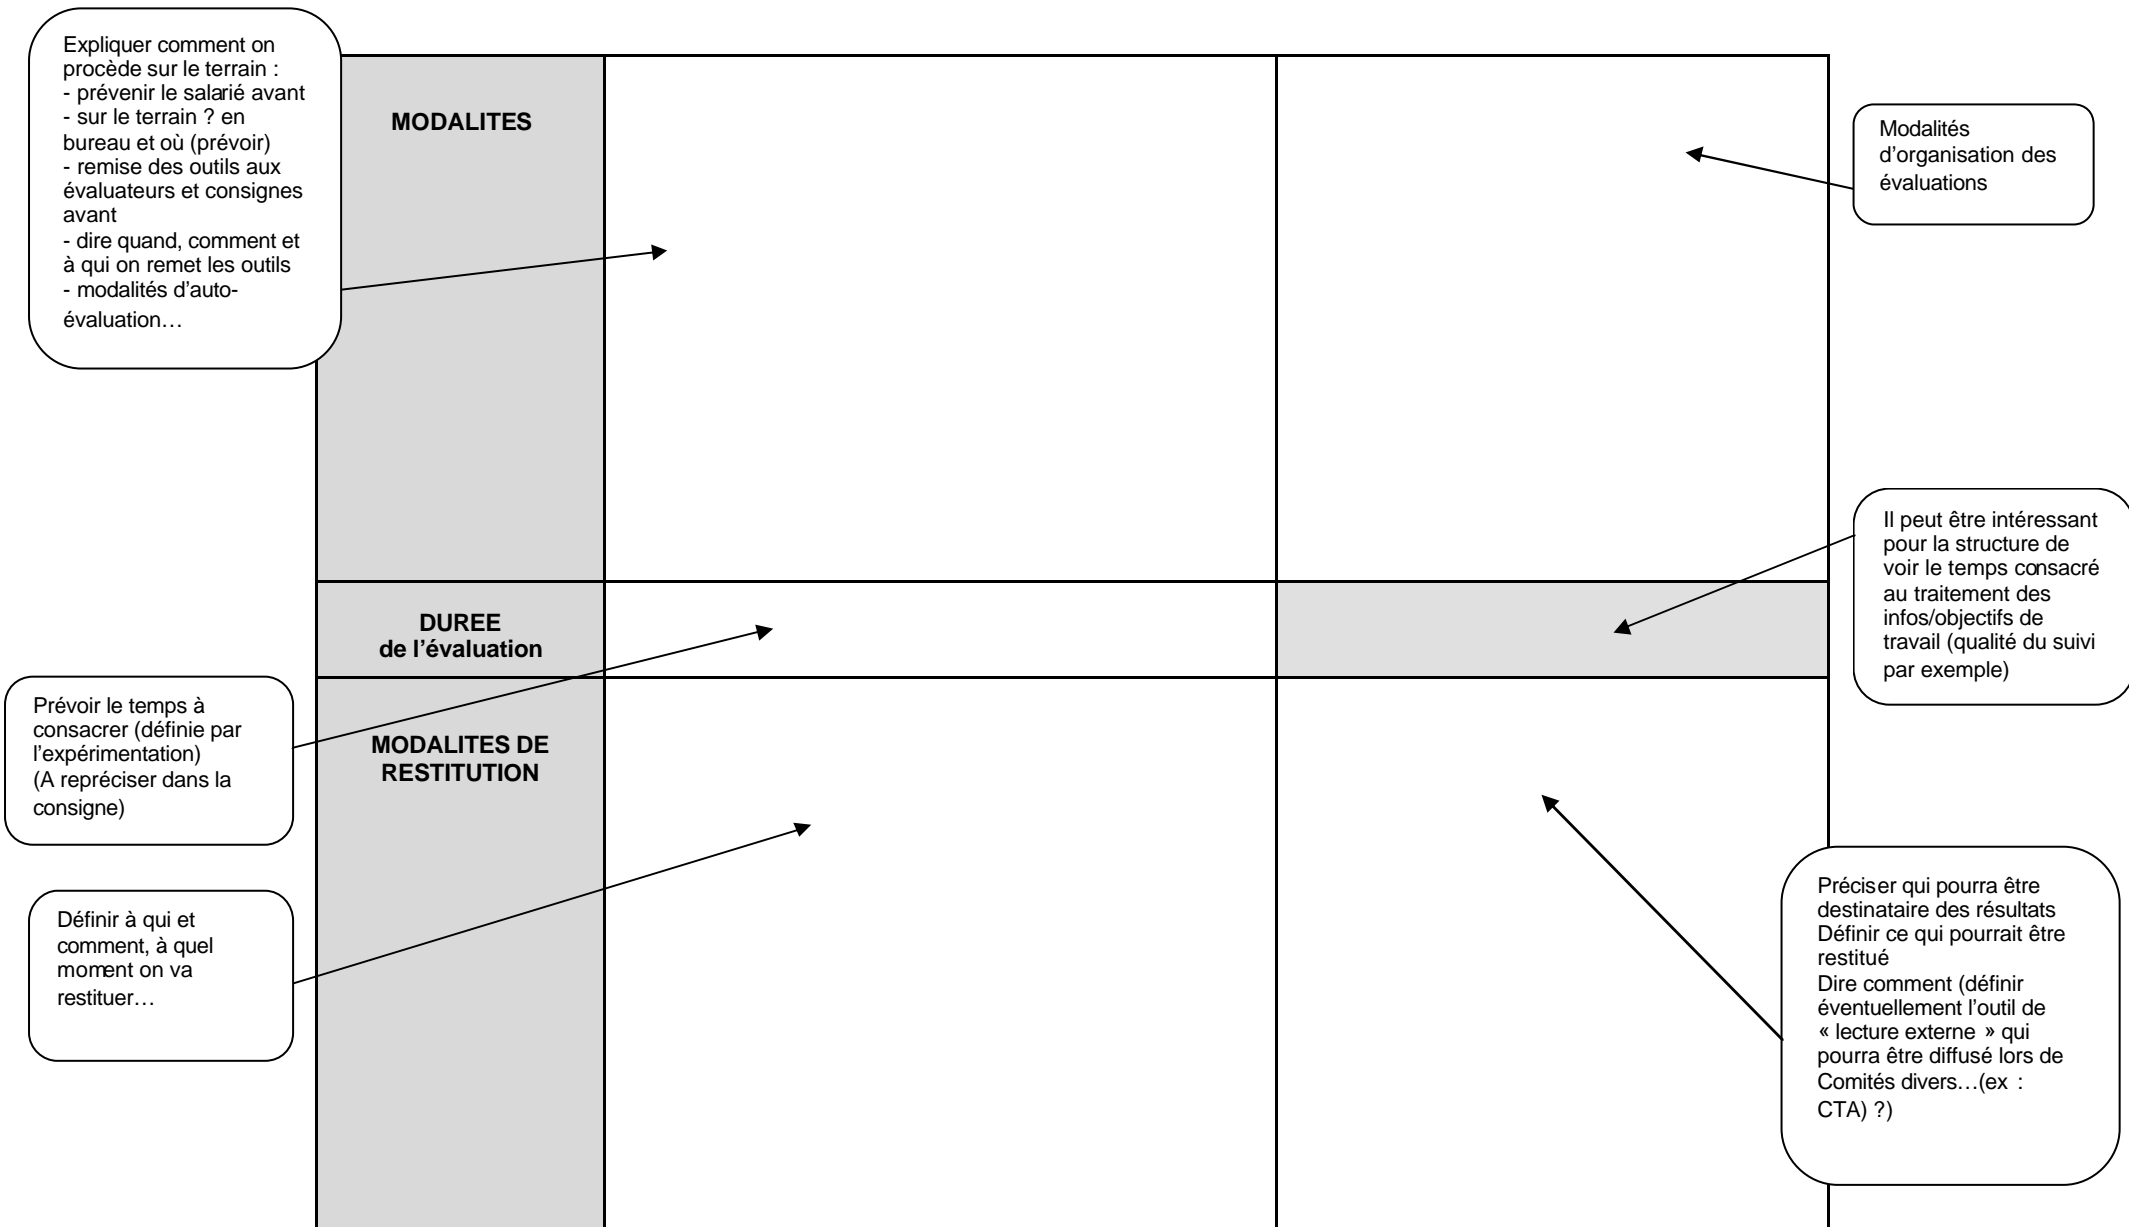 Expliquer comment on
procède sur le terrain :
- prévenir le salarié avant
- sur le terrain ? en
bureau et où (prévoir)
- remise des outils aux
évaluateurs et consignes
avant
- dire quand, comment et
à qui on remet les outils
- modalités d'auto-
évaluation…
MODALITES
Modalités
d'organisation des
évaluations
Il peut être intéressant
pour la structure de
voir le temps consacré
au traitement des
infos/objectifs de
travail (qualité du suivi
par exemple)
DUREE
de l'évaluation
Prévoir le temps à
consacrer (définie par
l'expérimentation)
(A repréciser dans la
consigne)
MODALITES DE
RESTITUTION
Définir à qui et
comment, à quel
moment on va
restituer…
Préciser qui pourra être
destinataire des résultats
Définir ce qui pourrait être
restitué
Dire comment (définir
éventuellement l'outil de
« lecture externe » qui
pourra être diffusé lors de
Comités divers…(ex :
CTA) ?)